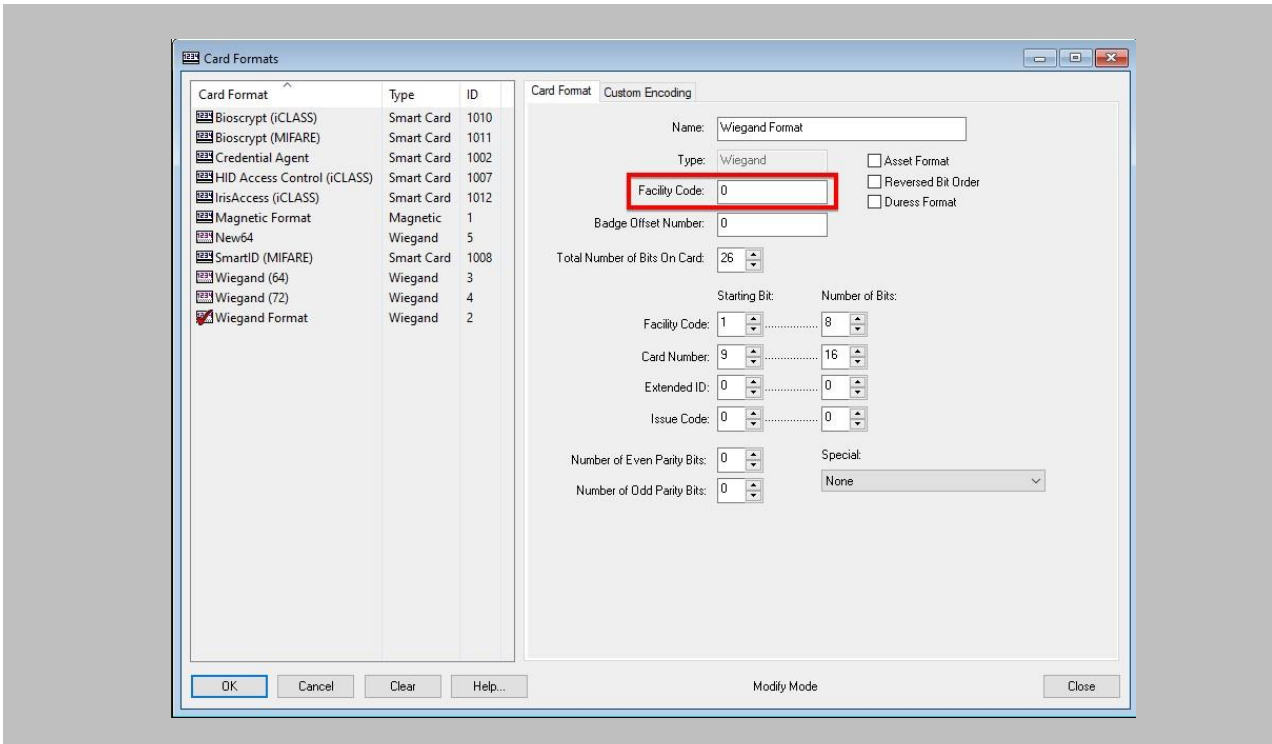 Card Formats
Card Format Type ID
Bioscrypt (iCLASS) Smart Card 1010
Bioscrypt (MIFARE) Smart Card 1011
Credential Agent Smart Card 1002
HID Access Control (iCLASS) Smart Card 1007
IrisAccess (iCLASS) Smart Card 1012
Magnetic Format Magnetic 1
New64 Wiegand 5
SmartID (MIFARE) Smart Card 1008
Wiegand (64) Wiegand 3
Wiegand (72) Wiegand 4
Wiegand Format Wiegand 2
Card Format Custom Encoding
Name: Wiegand Format
Type: Wiegand Asset Format
Reversed Bit Order
Facility Code: 0
Duress Format
Badge Offset Number: 0
Total Number of Bits On Card: 26
Starting Bit: Number of Bits:
Facility Code: 1 ................ 8
Card Number: 9 ................ 16
Extended ID: 0 ................ 0
Issue Code: 0 ................ 0
Number of Even Parity Bits: 0 Special:
Number of Odd Parity Bits: 0 None
OK Cancel Clear Help... Modify Mode Close